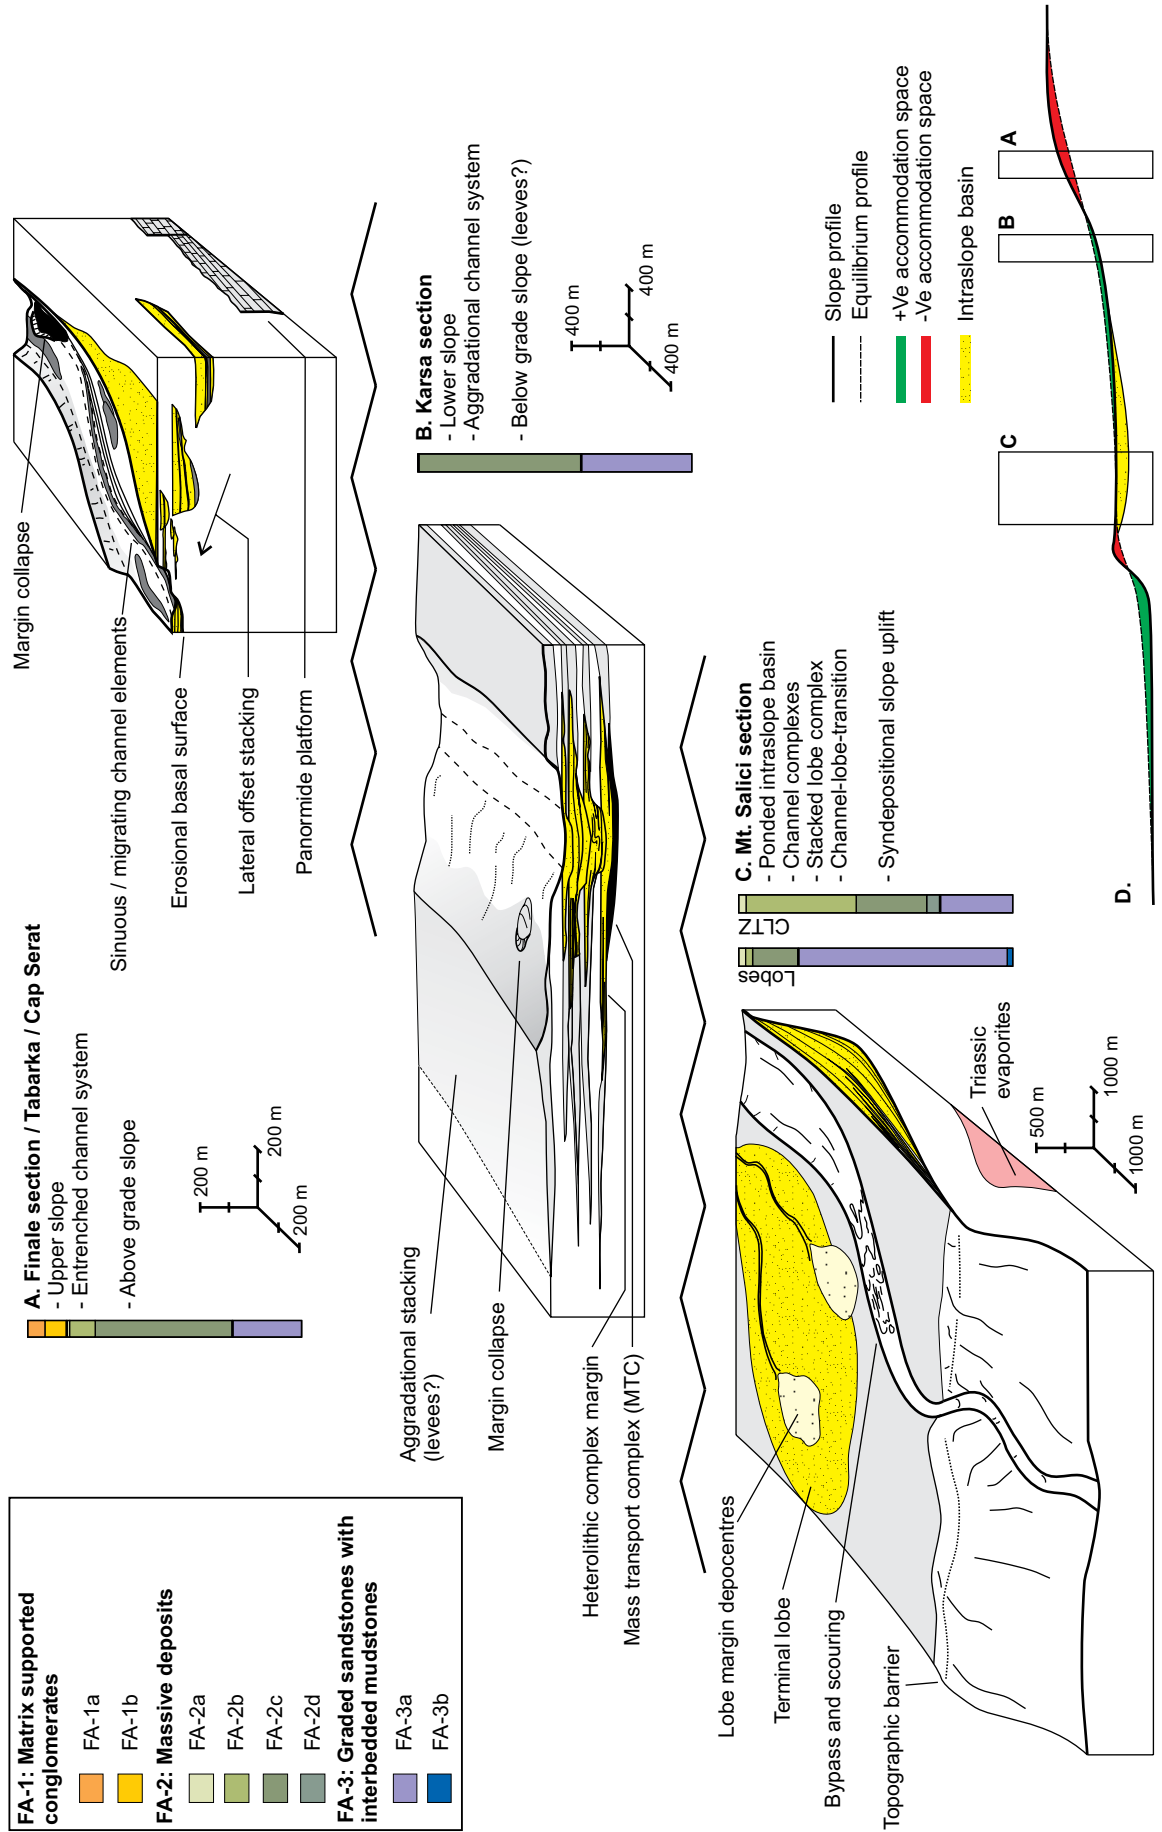 FA-1: Matrix supported
conglomerates
FA-1a
FA-1b
FA-2: Massive deposits
FA-2a
FA-2b
FA-2c
FA-2d
FA-3: Graded sandstones with
interbedded mudstones
FA-3a
FA-3b
A. Finale section / Tabarka / Cap Serat
- Upper slope
- Entrenched channel system
- Above grade slope
200 m
200 m
200 m
Margin collapse
Sinuous / migrating channel elements
Erosional basal surface
Lateral offset stacking
Panormide platform
Aggradational stacking
(levees?)
Margin collapse
Heterolithic complex margin
Mass transport complex (MTC)
B. Karsa section
- Lower slope
- Aggradational channel system
- Below grade slope (leeves?)
400 m
400 m
400 m
Lobe margin depocentres
Terminal lobe
Bypass and scouring
Topographic barrier
Triassic
evaporites
500 m
1000 m
1000 m
Lobes
CLTZ
C. Mt. Salici section
- Ponded intraslope basin
- Channel complexes
- Stacked lobe complex
- Channel-lobe-transition
- Syndepositional slope uplift
D.
Slope profile
Equilibrium profile
+Ve accommodation space
-Ve accommodation space
Intraslope basin
C
B
A